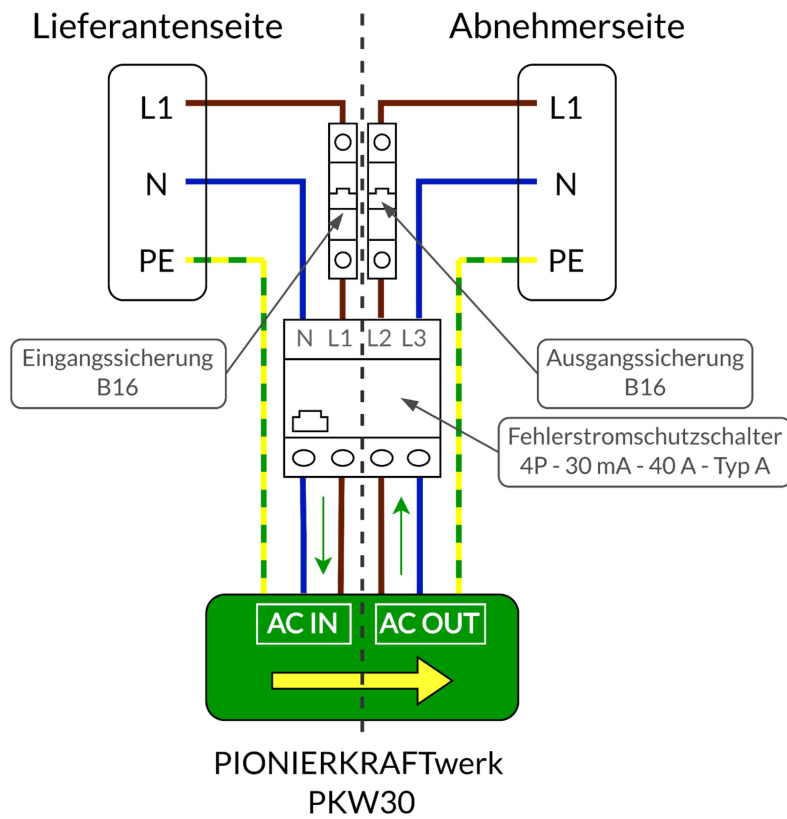 Lieferantenseite
Abnehmerseite
L1
L1
N
N
PE
PE
N L1 L2 L3
Eingangssicherung
B16
Ausgangssicherung
B16
Fehlerstromschutzschalter
4P - 30 mA - 40 A - Typ A
AC IN
AC OUT
PIONIERKRAFTwerk
PKW30